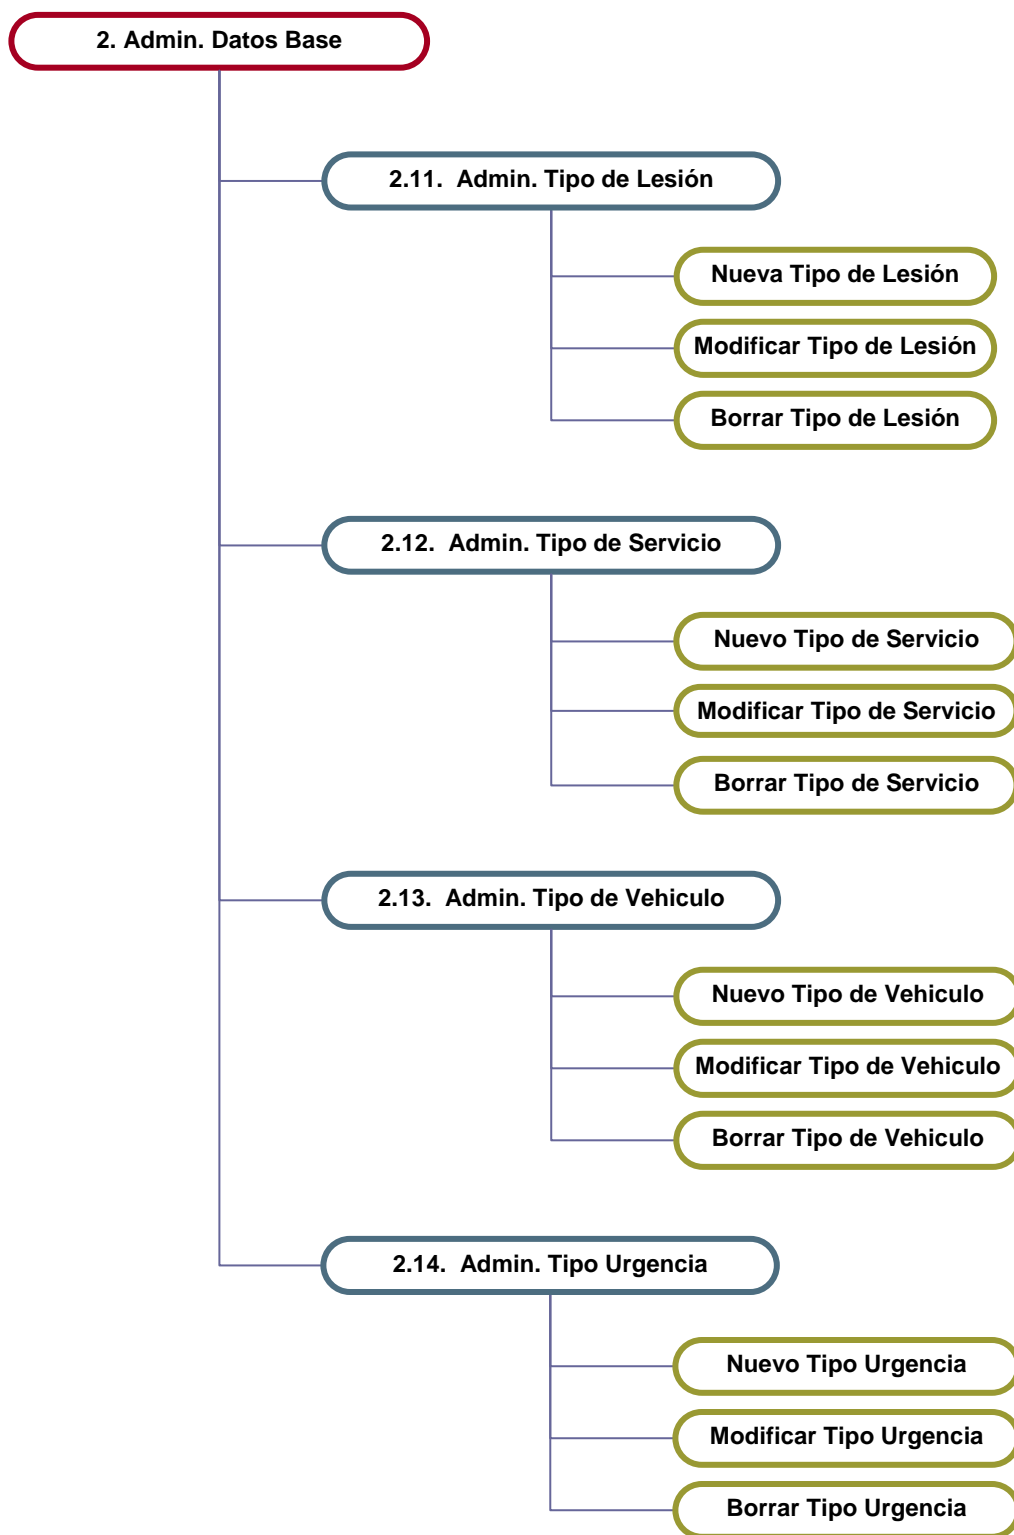 2. Admin. Datos Base
2.11. Admin. Tipo de Lesión
Nueva Tipo de Lesión
Modificar Tipo de Lesión
Borrar Tipo de Lesión
2.12. Admin. Tipo de Servicio
Nuevo Tipo de Servicio
Modificar Tipo de Servicio
Borrar Tipo de Servicio
2.13. Admin. Tipo de Vehiculo
Nuevo Tipo de Vehiculo
Modificar Tipo de Vehiculo
Borrar Tipo de Vehiculo
2.14. Admin. Tipo Urgencia
Nuevo Tipo Urgencia
Modificar Tipo Urgencia
Borrar Tipo Urgencia